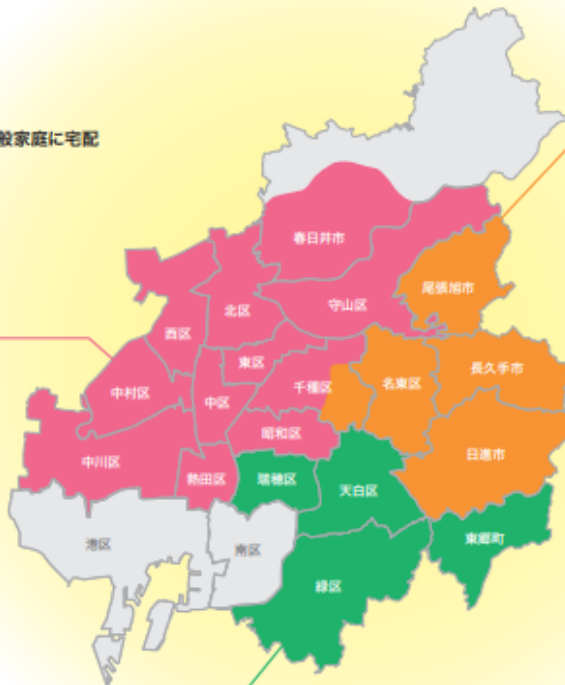 般家庭に宅配
春日井市
尾張旭市
守山区
北区
西区
東区
長久手市
千種区
名東区
中村区
中区
昭和区
日進市
中川区
熱田区
瑞穂区
天白区
東郷町
港区
南区
緑区